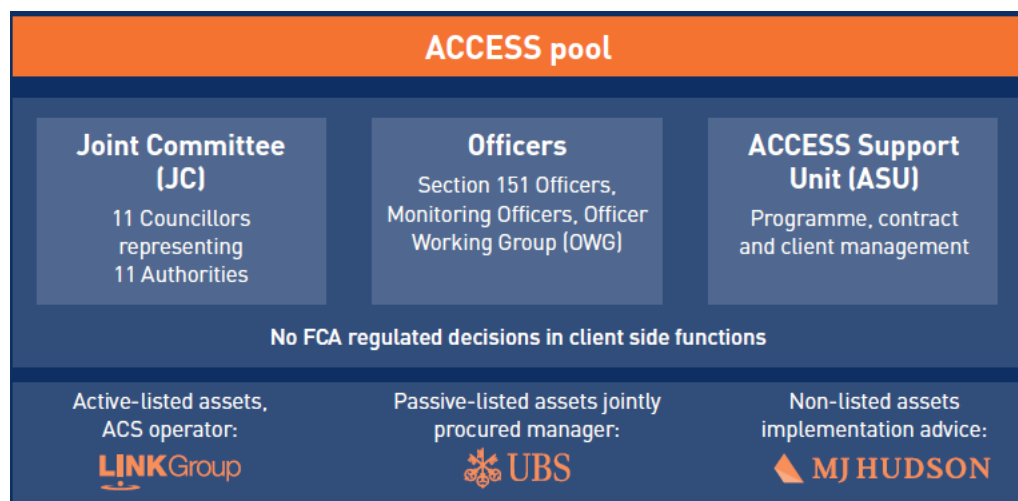 ACCESS pool
Joint Committee
(JC)
11 Councillors
representing
11 Authorities
Officers
Section 151 Officers,
Monitoring Officers, Officer
Working Group (OWG)
ACCESS Support
Unit (ASU)
Programme, contract
and client management
No FCA regulated decisions in client side functions
Active-listed assets,
ACS operator:
LINKGroup
Passive-listed assets jointly
procured manager:
UBS
Non-listed assets
implementation advice:
MJ HUDSON